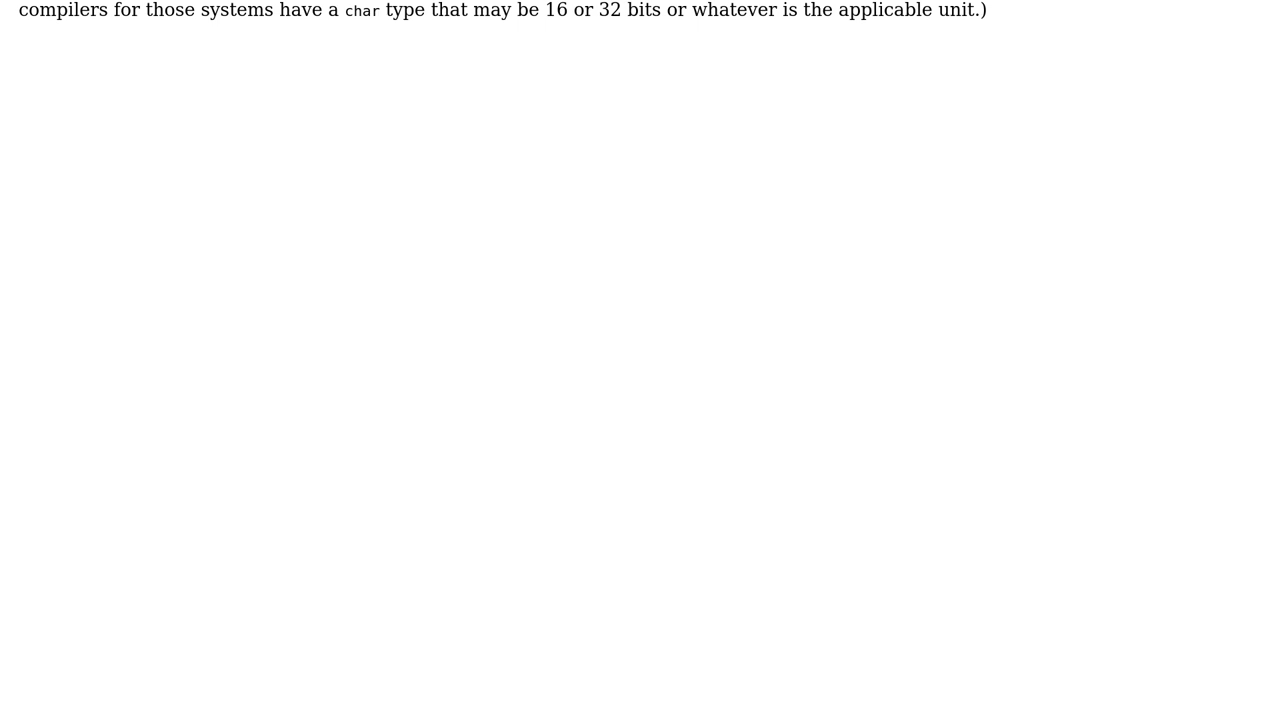 compilers for those systems have a char type that may be 16 or 32 bits or whatever is the applicable unit.)